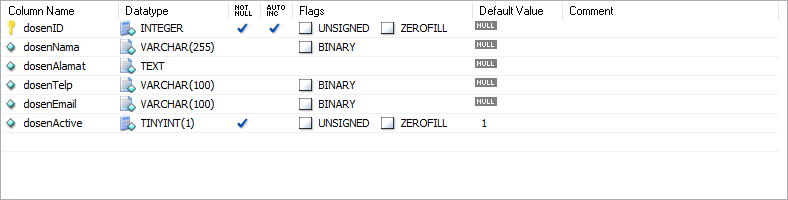 Column Name Datatype NOT NULL AUTO INC Flags Default Value Comment
dosenID INTEGER UNSIGNED ZEROFILL NULL
dosenNama VARCHAR(255) BINARY NULL
dosenAlamat TEXT NULL
dosenTelp VARCHAR(100) BINARY NULL
dosenEmail VARCHAR(100) BINARY NULL
dosenActive TINYINT(1) UNSIGNED ZEROFILL 1